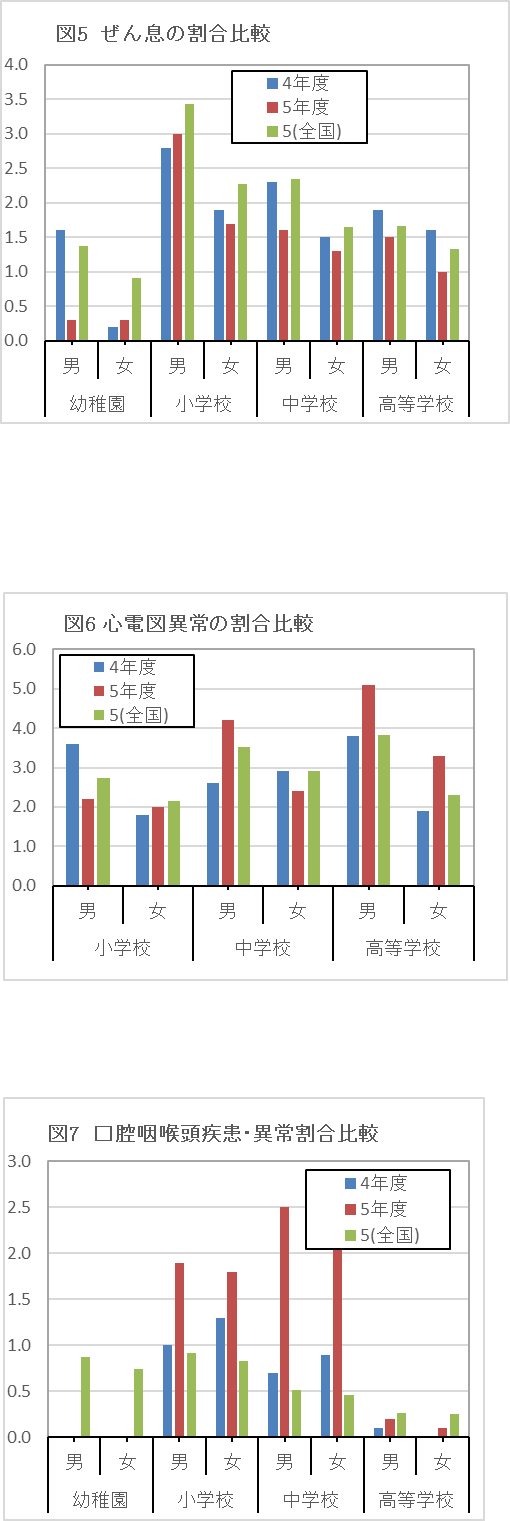 図5 ぜん息の割合比較
4年度
5年度
5(全国)
4.0
3.5
3.0
2.5
2.0
1.5
1.0
0.5
0.0
男 女 男 女 男 女 男 女
幼稚園 小学校 中学校 高等学校
図6 心電図異常の割合比較
4年度
5年度
5(全国)
6.0
5.0
4.0
3.0
2.0
1.0
0.0
男 女 男 女 男 女
小学校 中学校 高等学校
図7 口腔咽喉頭疾患・異常割合比較
4年度
5年度
5(全国)
3.0
2.5
2.0
1.5
1.0
0.5
0.0
男 女 男 女 男 女 男 女
幼稚園 小学校 中学校 高等学校